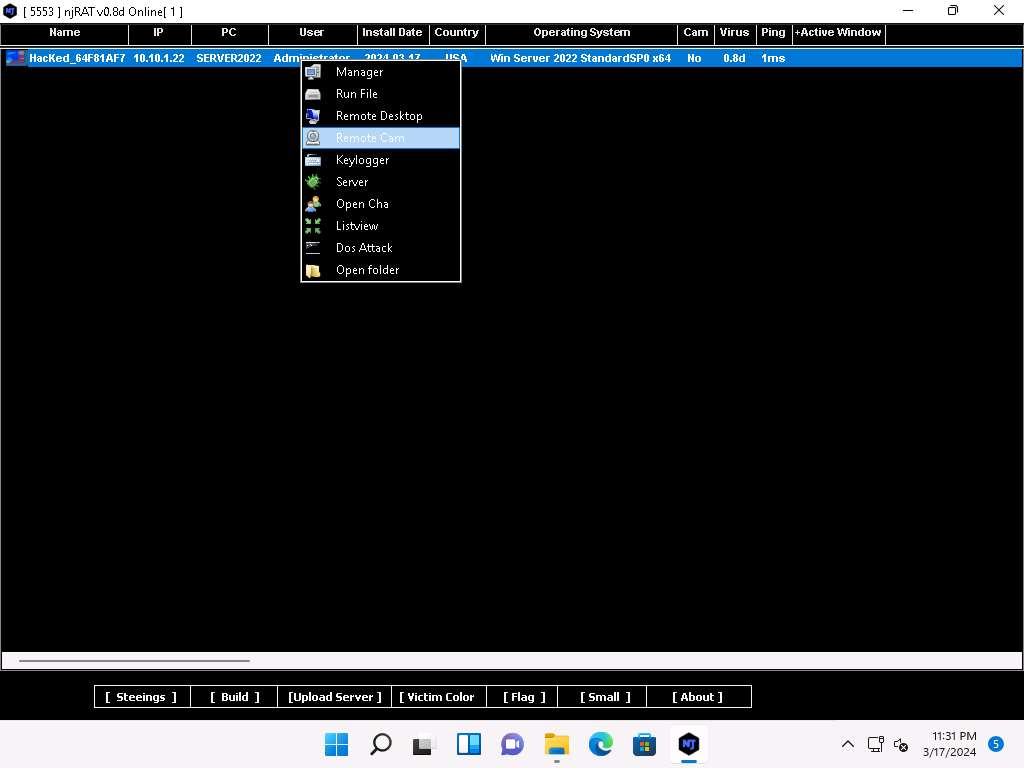 [ 5553 ] njRAT v0.8d Online[ 1 ]
Name IP PC User Install Date Country Operating System Cam Virus Ping +Active Window
HacKed_64F81AF7 10.10.1.22 SERVER2022 Administrator 2024-03-17 USA Win Server 2022 StandardSP0 x64 No 0.8d 1ms
Manager
Run File
Remote Desktop
Remote Cam
Keylogger
Server
Open Cha
Listview
Dos Attack
Open folder
[ Steeings ] [ Build ] [Upload Server ] [ Victim Color [ Flag ] [ Small ] [ About ]
NJ
11:31 PM
3/17/2024
5